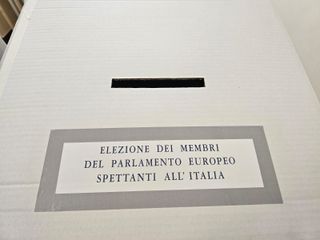 ELEZIONE DEI MEMBRI
DEL PARLAMENTO EUROPEO
SPETTANTI ALL'ITALIA